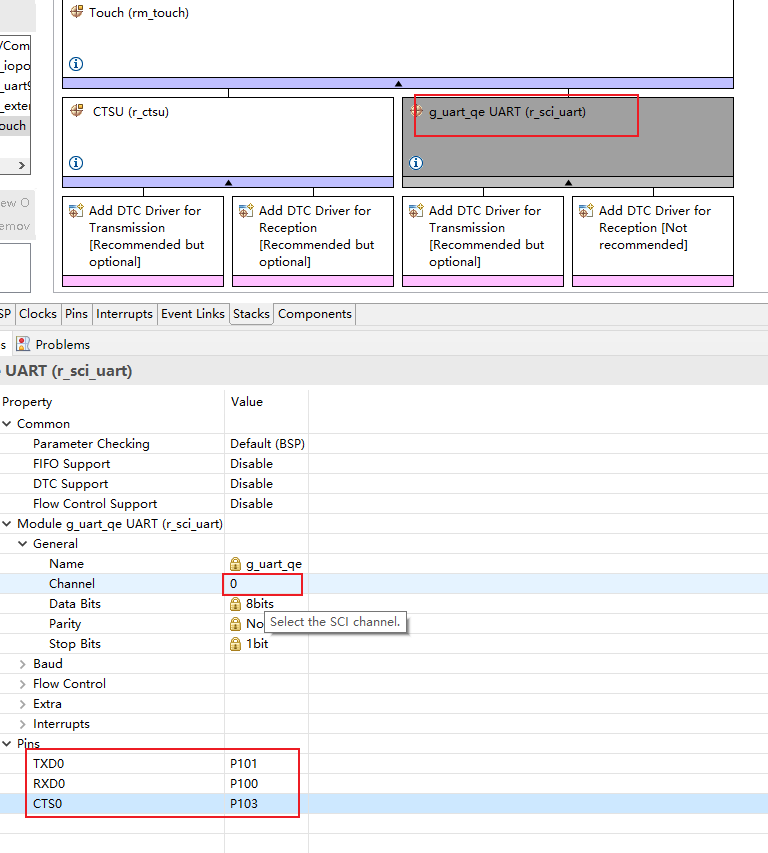 Touch (rm_touch)
/Com
_iopo
_uart9
_exter
ouch
CTSU (r_ctsu)
g_uart_qe UART (r_sci_uart)
ew O
emov
Add DTC Driver for
Transmission
[Recommended but
optional]
Add DTC Driver for
Reception
[Recommended but
optional]
Add DTC Driver for
Transmission
[Recommended but
optional]
Add DTC Driver for
Reception [Not
recommended]
SP Clocks Pins Interrupts Event Links Stacks Components
s Problems
UART (r_sci_uart)
Property Value
Common
Parameter Checking Default (BSP)
FIFO Support Disable
DTC Support Disable
Flow Control Support Disable
Module g_uart_qe UART (r_sci_uart)
General
Name g_uart_qe
Channel 0
Data Bits 8bits
Parity No
Select the SCI channel.
Stop Bits 1bit
Baud
Flow Control
Extra
Interrupts
Pins
TXD0 P101
RXD0 P100
CTS0 P103